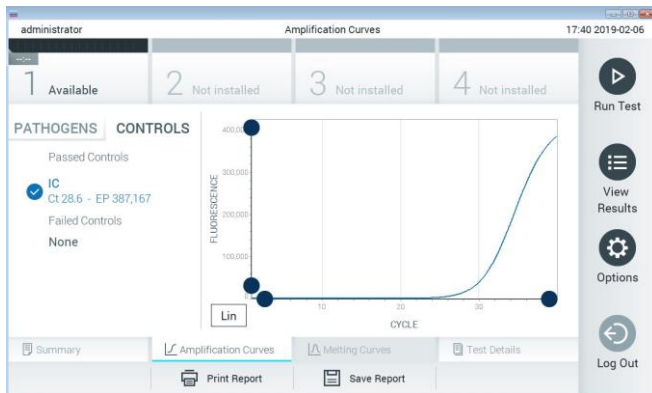 administrator
Amplification Curves
17:40 2019-02-06
--:--
1 Available
2 Not installed
3 Not installed
4 Not installed
Run Test
PATHOGENS CONTROLS
Passed Controls
IC
Ct 28.6 - EP 387,167
Failed Controls
None
FLUORESCENCE
300,000
200,000
100,000
10 20 30
CYCLE
Lin
View
Results
Options
Log Out
Summary
Amplification Curves
Melting Curves
Test Details
Print Report
Save Report